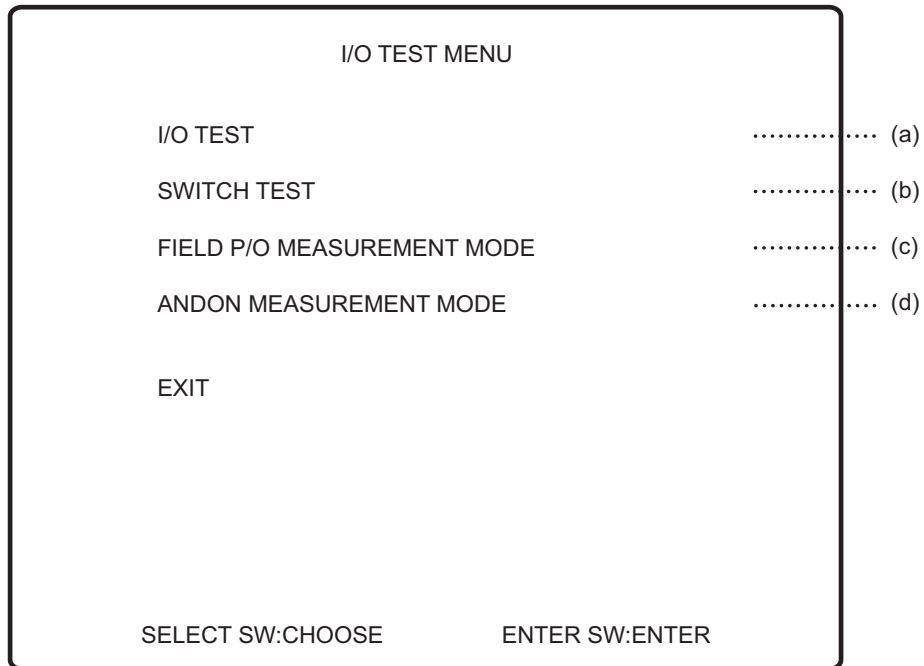 I/O TEST MENU
I/O TEST ............... (a)
SWITCH TEST ............... (b)
FIELD P/O MEASUREMENT MODE ............... (c)
ANDON MEASUREMENT MODE ............... (d)
EXIT
SELECT SW:CHOOSE ENTER SW:ENTER